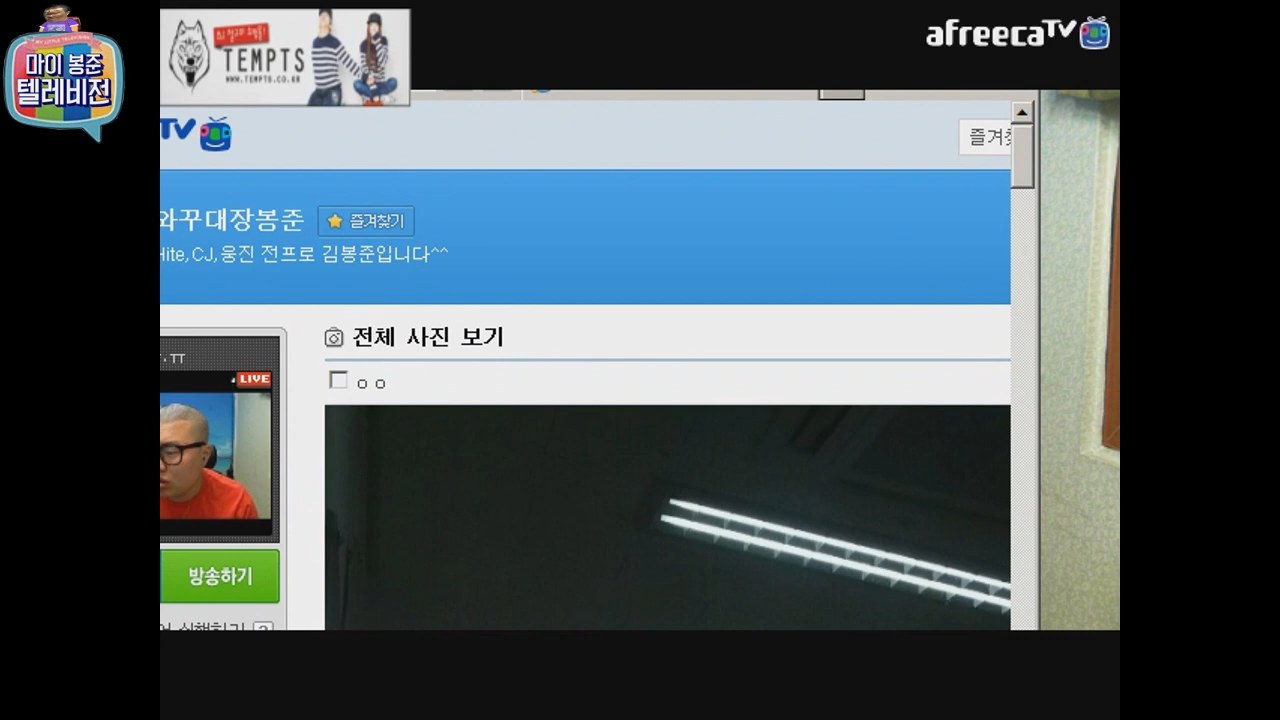 마이 봉준
텔레비전
TEMPTS
WWW.TEMPTS.CO.KR
afreecaTV
TV
즐겨찾
와꾸대장봉준
즐겨찾기
Hite,CJ,웅진 전프로 김봉준입니다^^
전체 사진 보기
ㅇㅇ
.TT
LIVE
방송하기